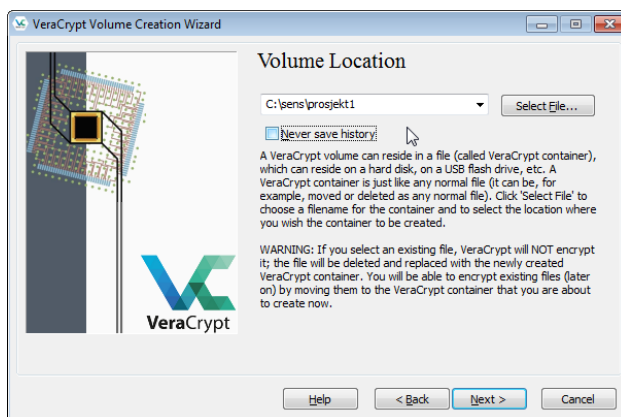 VeraCrypt Volume Creation Wizard
Volume Location
C:\sens\prosjekt1
Select File...
Never save history
A VeraCrypt volume can reside in a file (called VeraCrypt container),
which can reside on a hard disk, on a USB flash drive, etc. A
VeraCrypt container is just like any normal file (it can be, for
example, moved or deleted as any normal file). Click 'Select File' to
choose a filename for the container and to select the location where
you wish the container to be created.
WARNING: If you select an existing file, VeraCrypt will NOT encrypt
it; the file will be deleted and replaced with the newly created
VeraCrypt container. You will be able to encrypt existing files (later
on) by moving them to the VeraCrypt container that you are about
to create now.
VeraCrypt
Help
< Back
Next >
Cancel